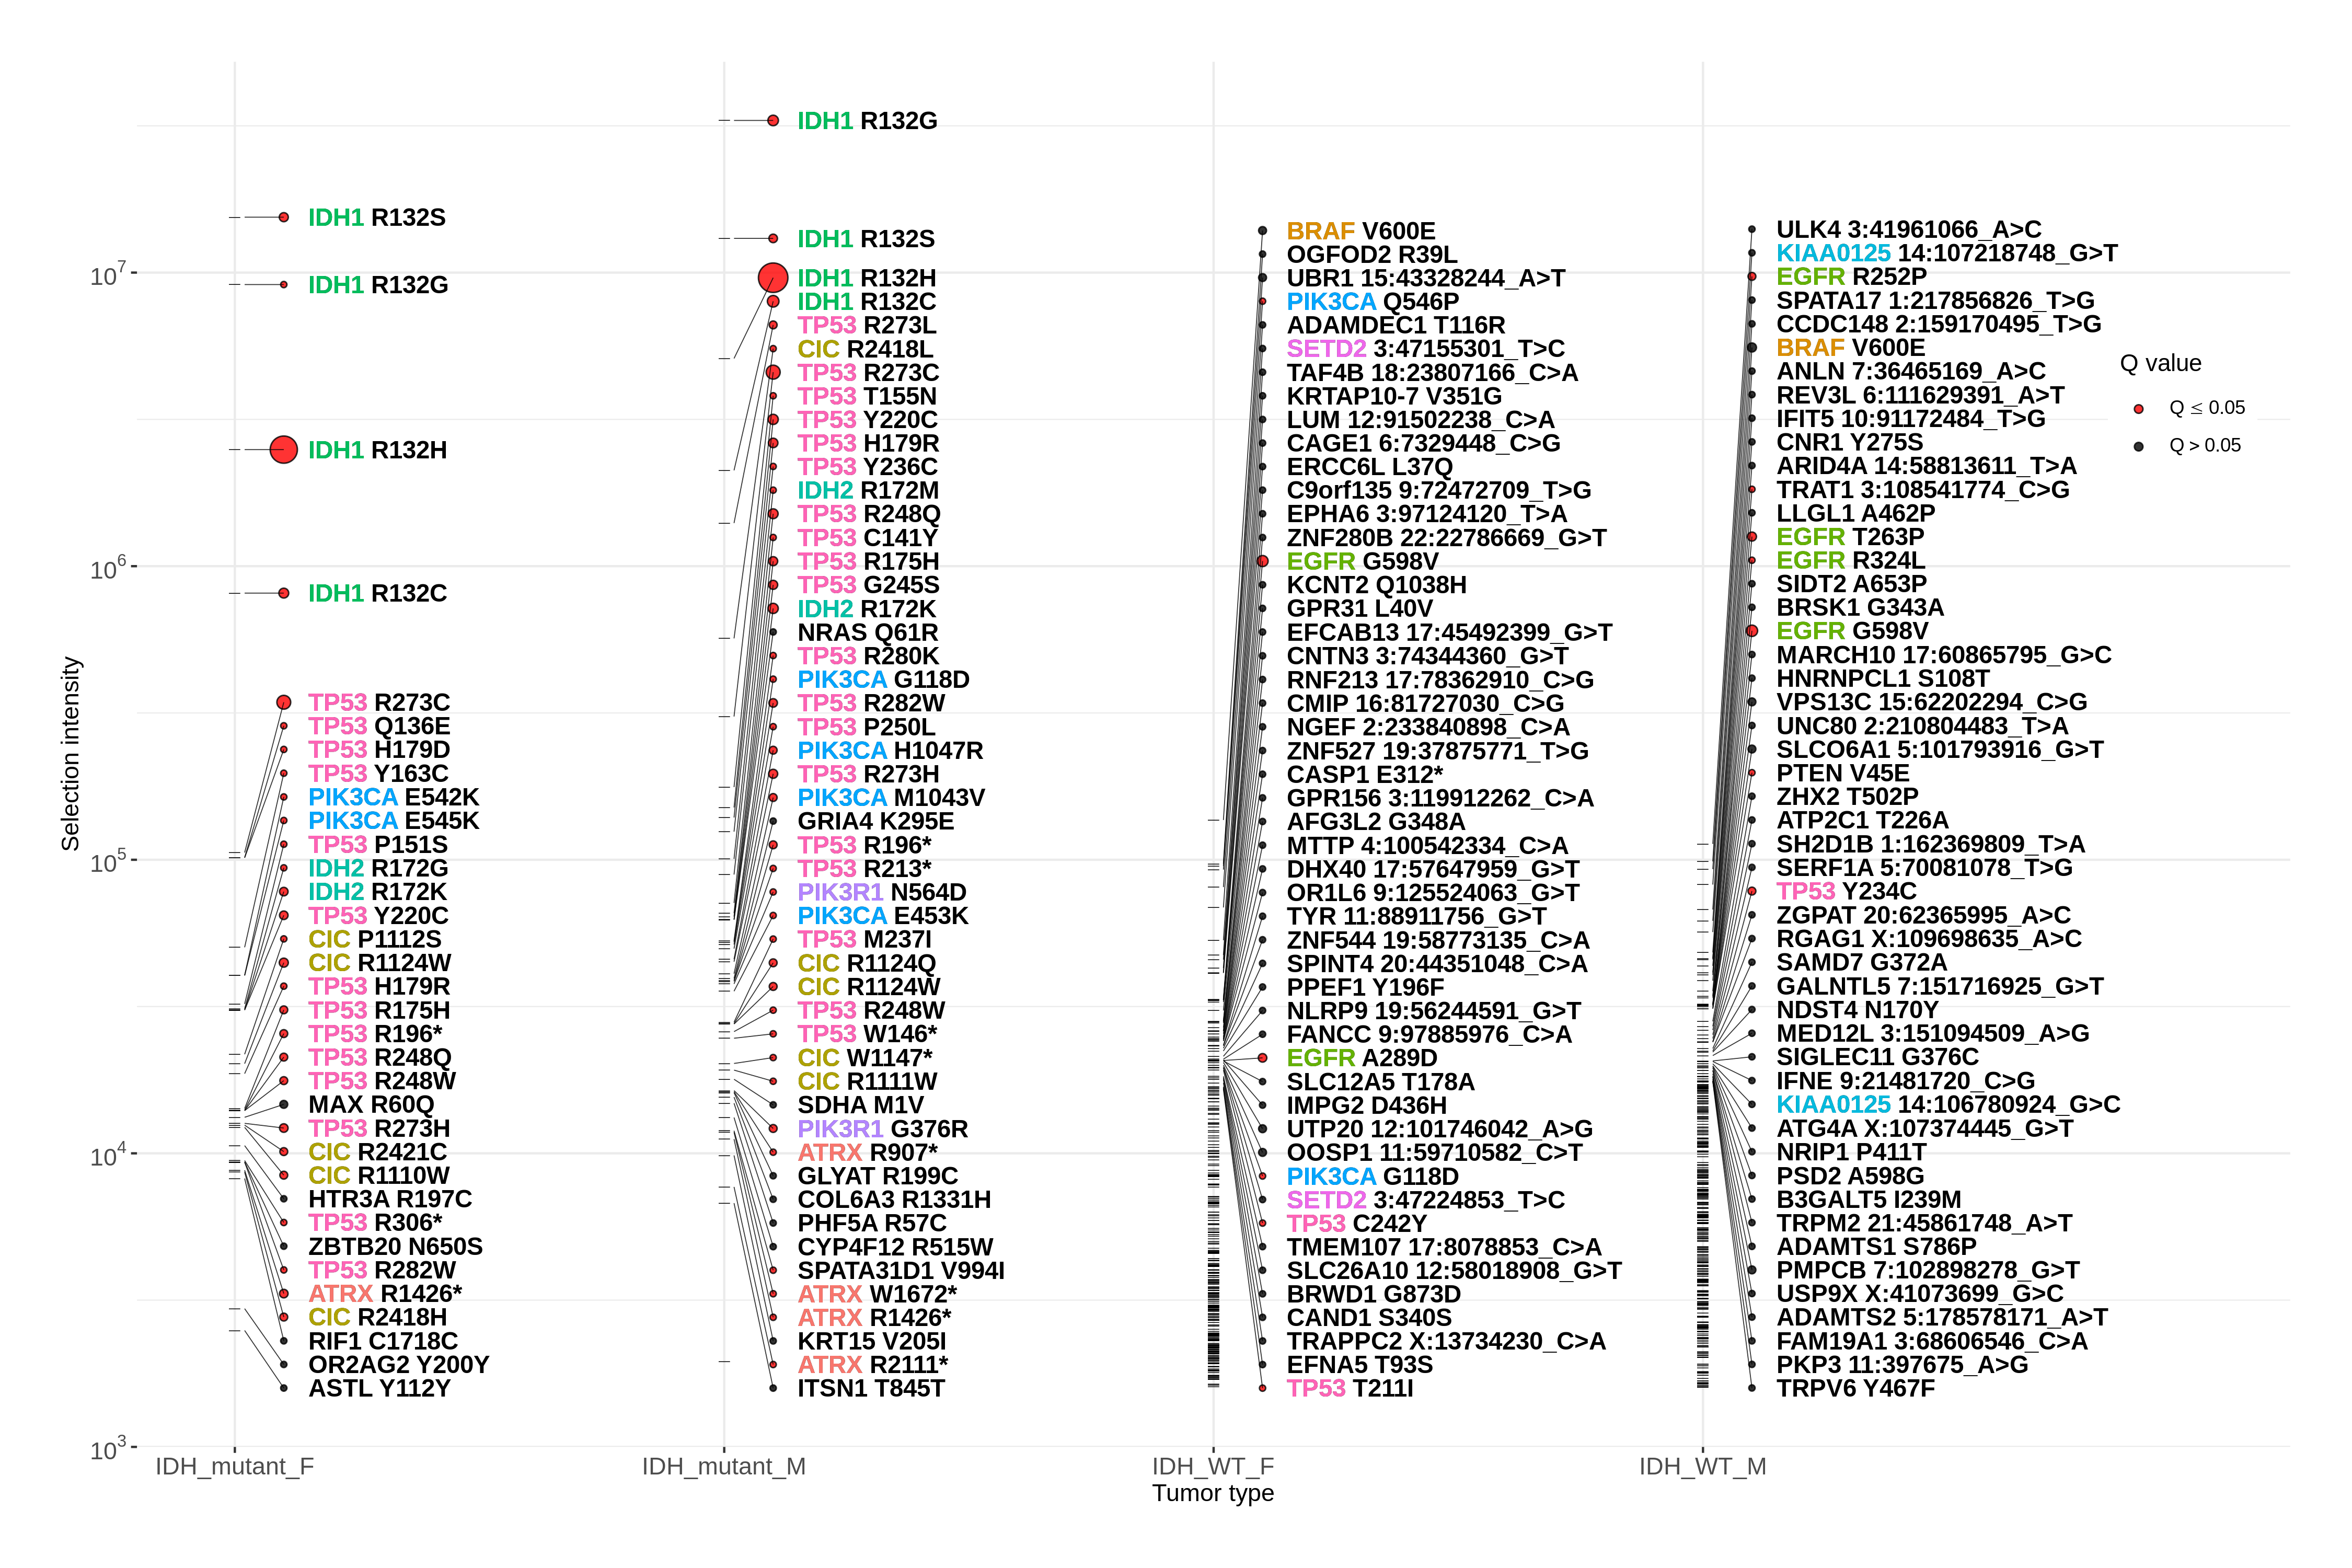 Selection intensity
10^7
10^6
10^5
10^4
10^3
IDH1 R132S
IDH1 R132G
IDH1 R132H
IDH1 R132C
TP53 R273C
TP53 Q136E
TP53 H179D
TP53 Y163C
PIK3CA E542K
PIK3CA E545K
TP53 P151S
IDH2 R172G
IDH2 R172K
TP53 Y220C
CIC P1112S
CIC R1124W
TP53 H179R
TP53 R175H
TP53 R196*
TP53 R248Q
TP53 R248W
MAX R60Q
TP53 R273H
CIC R2421C
CIC R1110W
HTR3A R197C
TP53 R306*
ZBTB20 N650S
TP53 R282W
ATRX R1426*
CIC R2418H
RIF1 C1718C
OR2AG2 Y200Y
ASTL Y112Y
IDH1 R132G
IDH1 R132S
IDH1 R132H
IDH1 R132C
TP53 R273L
CIC R2418L
TP53 R273C
TP53 T155N
TP53 Y220C
TP53 H179R
TP53 Y236C
IDH2 R172M
TP53 R248Q
TP53 C141Y
TP53 R175H
TP53 G245S
IDH2 R172K
NRAS Q61R
TP53 R280K
PIK3CA G118D
TP53 R282W
TP53 P250L
PIK3CA H1047R
TP53 R273H
PIK3CA M1043V
GRIA4 K295E
TP53 R196*
TP53 R213*
PIK3R1 N564D
PIK3CA E453K
TP53 M237I
CIC R1124Q
CIC R1124W
TP53 R248W
TP53 W146*
CIC W1147*
CIC R1111W
SDHA M1V
PIK3R1 G376R
ATRX R907*
GLYAT R199C
COL6A3 R1331H
PHF5A R57C
CYP4F12 R515W
SPATA31D1 V994I
ATRX W1672*
ATRX R1426*
KRT15 V205I
ATRX R2111*
ITSN1 T845T
BRAF V600E
OGFOD2 R39L
UBR1 15:43328244_A>T
PIK3CA Q546P
ADAMDEC1 T116R
SETD2 3:47155301_T>C
TAF4B 18:23807166_C>A
KRTAP10-7 V351G
LUM 12:91502238_C>A
CAGE1 6:7329448_C>G
ERCC6L L37Q
C9orf135 9:72472709_T>G
EPHA6 3:97124120_T>A
ZNF280B 22:22786669_G>T
EGFR G598V
KCNT2 Q1038H
GPR31 L40V
EFCAB13 17:45492399_G>T
CNTN3 3:74344360_G>T
RNF213 17:78362910_C>G
CMIP 16:81727030_C>G
NGEF 2:233840898_C>A
ZNF527 19:37875771_T>G
CASP1 E312*
GPR156 3:119912262_C>A
AFG3L2 G348A
MTTP 4:100542334_C>A
DHX40 17:57647959_G>T
OR1L6 9:125524063_G>T
TYR 11:88911756_G>T
ZNF544 19:58773135_C>A
SPINT4 20:44351048_C>A
PPEF1 Y196F
NLRP9 19:56244591_G>T
FANCC 9:97885976_C>A
EGFR A289D
SLC12A5 T178A
IMPG2 D436H
UTP20 12:101746042_A>G
OOSP1 11:59710582_C>T
PIK3CA G118D
SETD2 3:47224853_T>C
TP53 C242Y
TMEM107 17:8078853_C>A
SLC26A10 12:58018908_G>T
BRWD1 G873D
CAND1 S340S
TRAPPC2 X:13734230_C>A
EFNA5 T93S
TP53 T211I
ULK4 3:41961066_A>C
KIAA0125 14:107218748_G>T
EGFR R252P
SPATA17 1:217856826_T>G
CCDC148 2:159170495_T>G
BRAF V600E
ANLN 7:36465169_A>C
REV3L 6:111629391_A>T
IFIT5 10:91172484_T>G
CNR1 Y275S
ARID4A 14:58813611_T>A
TRAT1 3:108541774_C>G
LLGL1 A462P
EGFR T263P
EGFR R324L
SIDT2 A653P
BRSK1 G343A
EGFR G598V
MARCH10 17:60865795_G>C
HNRNPCL1 S108T
VPS13C 15:62202294_C>G
UNC80 2:210804483_T>A
SLCO6A1 5:101793916_G>T
PTEN V45E
ZHX2 T502P
ATP2C1 T226A
SH2D1B 1:162369809_T>A
SERF1A 5:70081078_T>G
TP53 Y234C
ZGPAT 20:62365995_A>C
RGAG1 X:109698635_A>C
SAMD7 G372A
GALNTL5 7:151716925_G>T
NDST4 N170Y
MED12L 3:151094509_A>G
SIGLEC11 G376C
IFNE 9:21481720_C>G
KIAA0125 14:106780924_G>C
ATG4A X:107374445_G>T
NRIP1 P411T
PSD2 A598G
B3GALT5 I239M
TRPM2 21:45861748_A>T
ADAMTS1 S786P
PMPCB 7:102898278_G>T
USP9X X:41073699_G>C
ADAMTS2 5:178578171_A>T
FAM19A1 3:68606546_C>A
PKP3 11:397675_A>G
TRPV6 Y467F
Q value
Q ≤ 0.05
Q > 0.05
IDH_mutant_F
IDH_mutant_M
IDH_WT_F
IDH_WT_M
Tumor type